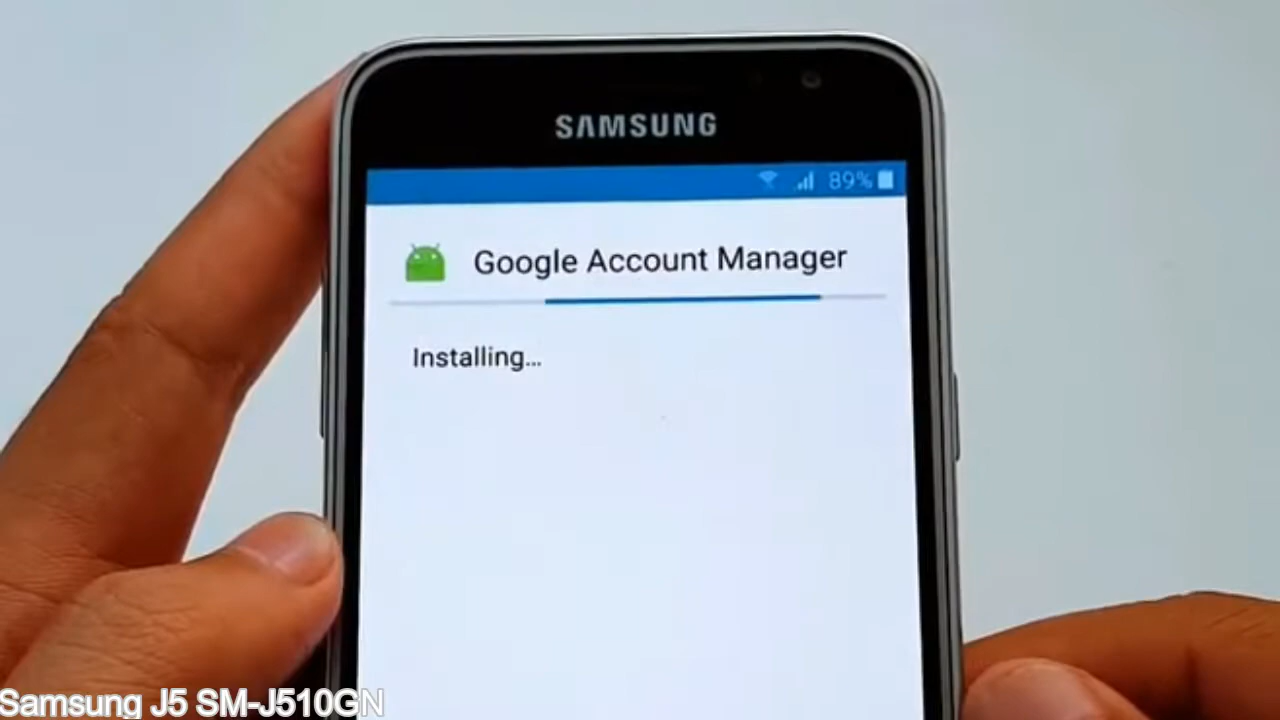 SAMSUNG
89%
Google Account Manager
Installing...
Samsung J5 SM-J510GN